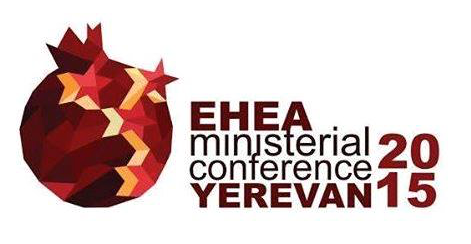 EHEA
ministerial
conference
YEREVAN
20
15